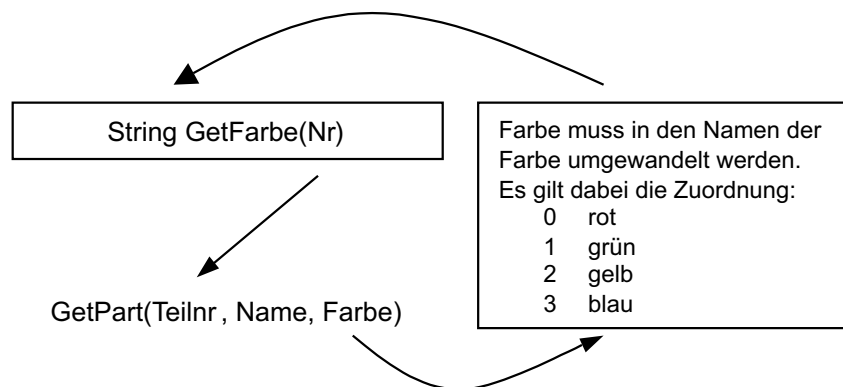 String GetFarbe(Nr)
GetPart(Teilnr, Name, Farbe)
Farbe muss in den Namen der
Farbe umgewandelt werden.
Es gilt dabei die Zuordnung:
0 rot
1 grün
2 gelb
3 blau